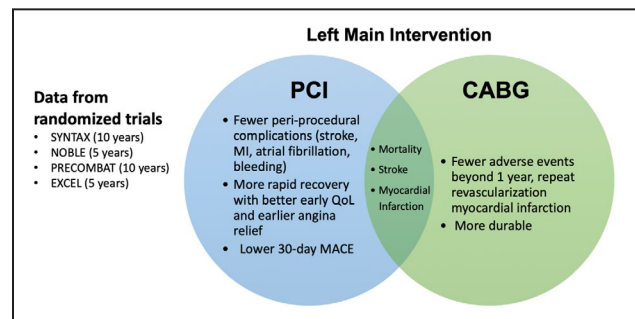 Left Main Intervention
Data from
randomized trials
• SYNTAX (10 years)
• NOBLE (5 years)
• PRECOMBAT (10 years)
• EXCEL (5 years)
PCI
• Fewer peri-procedural
complications (stroke,
MI, atrial fibrillation,
bleeding)
• More rapid recovery
with better early QoL
and earlier angina
relief
• Lower 30-day MACE
• Mortality
• Stroke
• Myocardial
Infarction
CABG
• Fewer adverse events
beyond 1 year, repeat
revascularization
myocardial infarction
• More durable